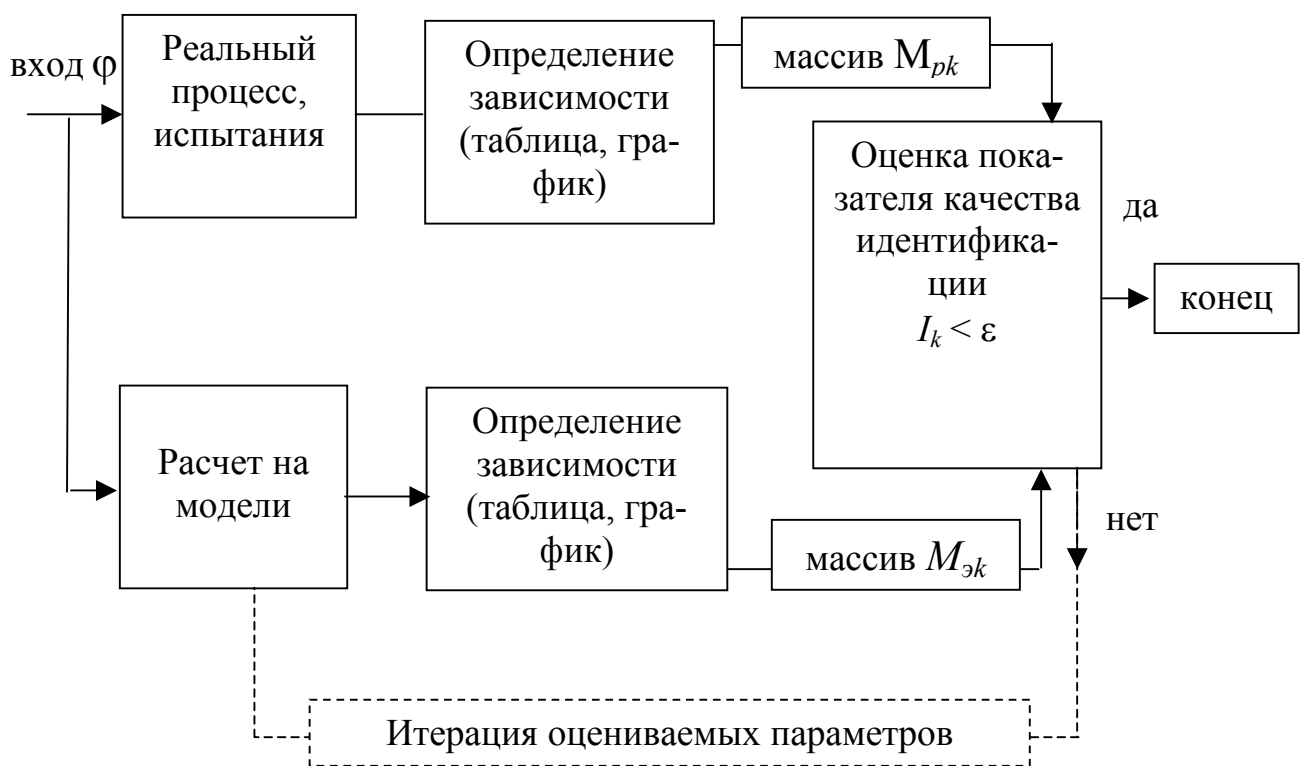 вход φ
Реальный
процесс,
испытания
Определение
зависимости
(таблица, гра-
фик)
массив M_pk
Оценка пока-
зателя качества
идентифика-
ции
I_k < ε
да
конец
Расчет на
модели
Определение
зависимости
(таблица, гра-
фик)
массив M_эk
нет
Итерация оцениваемых параметров